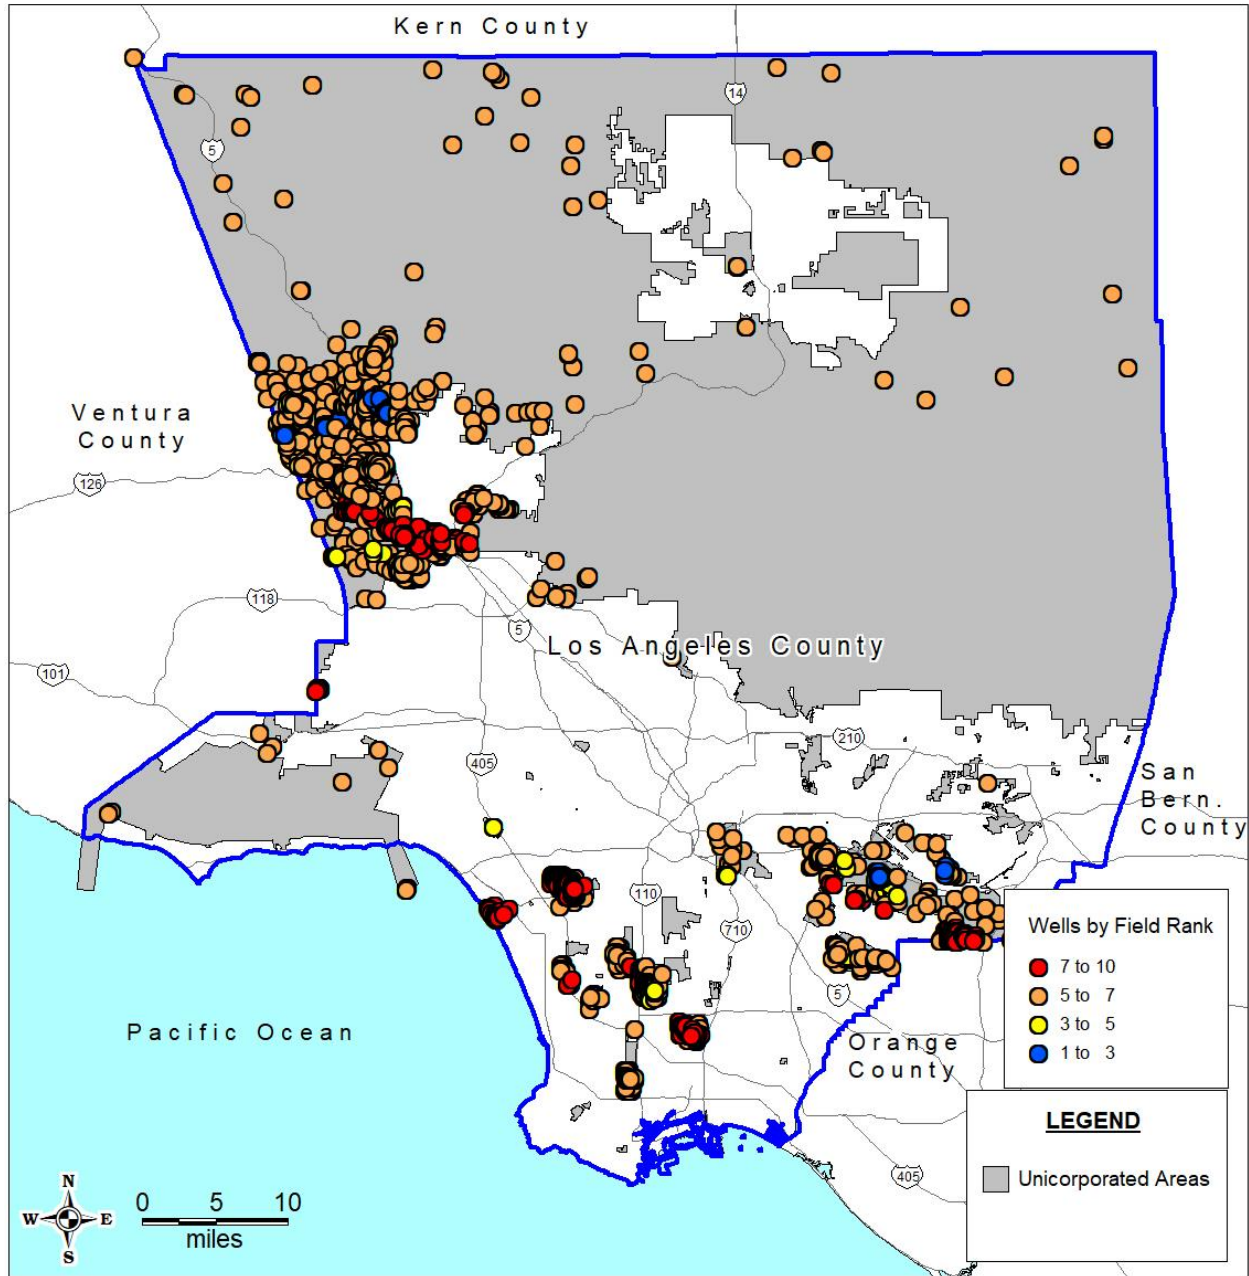 Kern County
14
5
Ventura
County
126
118
5
Los Angeles County
101
210
405
San
Bern.
County
110
710
Wells by Field Rank
7 to 10
5 to 7
3 to 5
1 to 3
5
Pacific Ocean
Orange
County
LEGEND
Unicorporated Areas
405
N
W E
S
0 5 10
miles